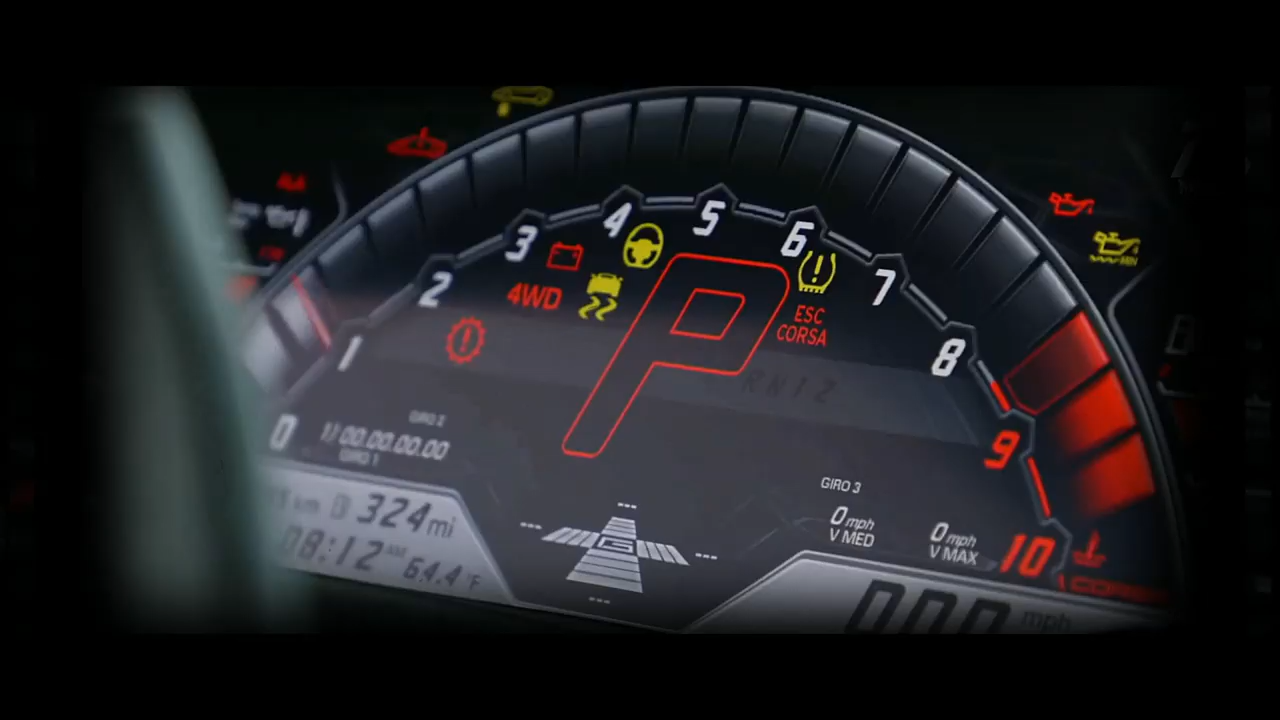 5
4
6
3
7
2
4WD
ESC
CORSA
1
8
0
GIRO 2
00.00.00.00
GIRO 1
9
GIRO 3
324 mi
0 mph
V MED
0 mph
V MAX
10
08:12 AM
64.4 °F
G
000 mph